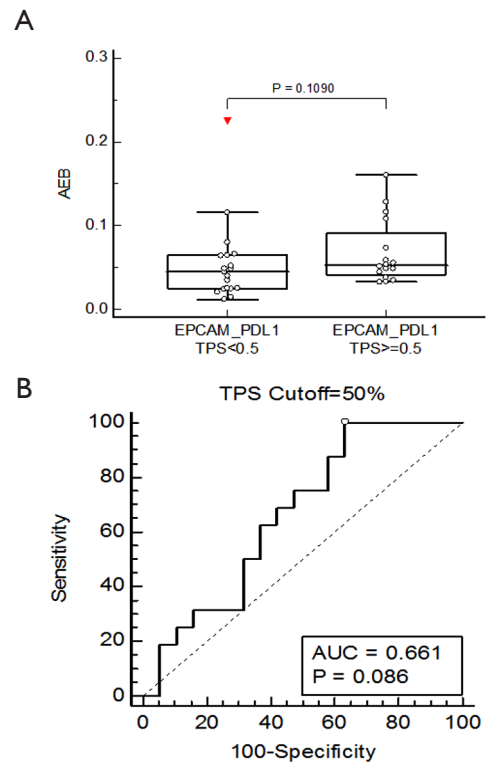 A
P = 0.1090
0.3
0.2
0.1
0.0
AEB
EPCAM_PDL1 EPCAM_PDL1
TPS<0.5 TPS>=0.5
B
TPS Cutoff=50%
100
80
60
40
20
0
Sensitivity
AUC = 0.661
P = 0.086
0 20 40 60 80 100
100-Specificity